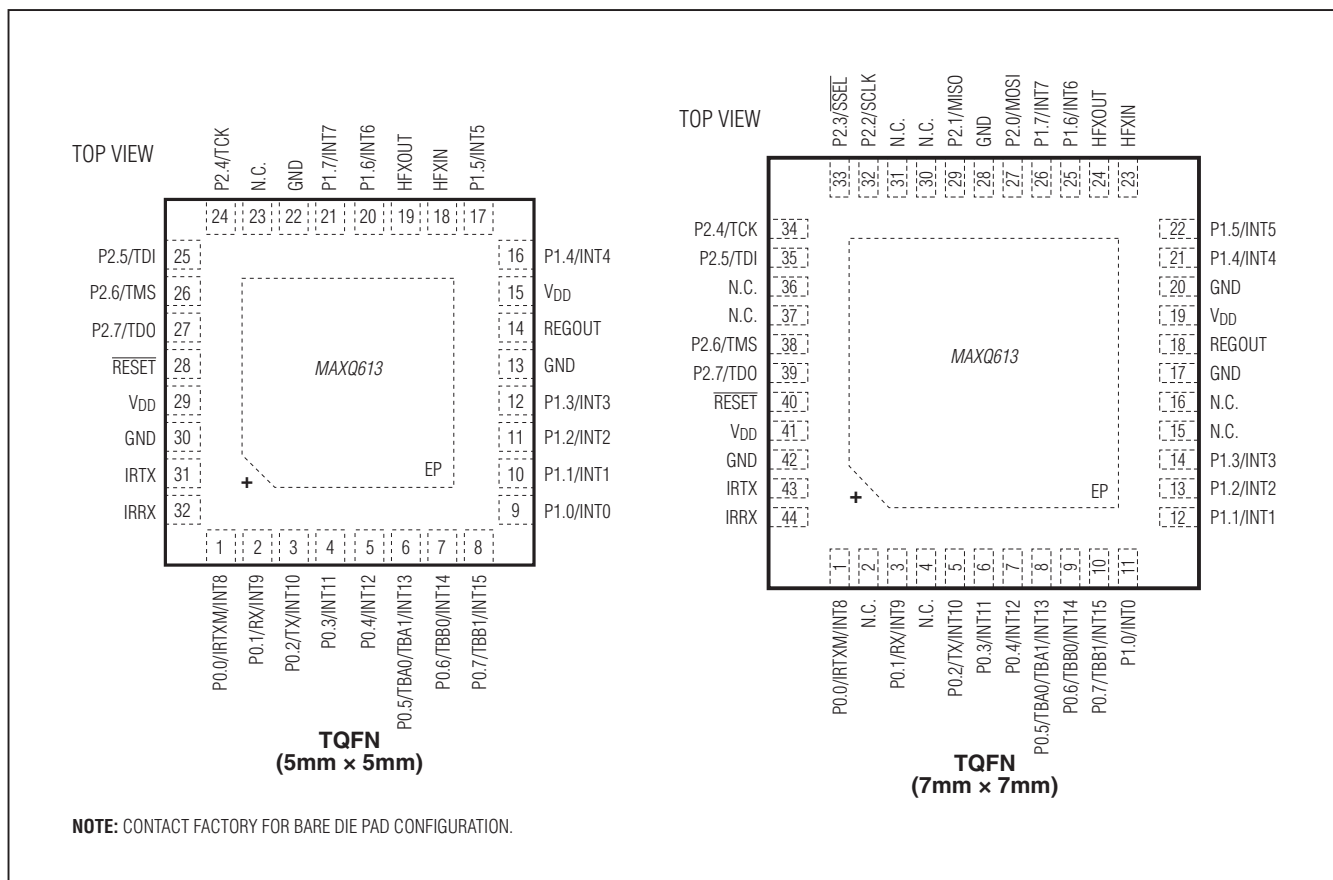 TOP VIEW
P2.4/TCK
N.C.
GND
P1.7/INT7
P1.6/INT6
HFXOUT
HFXIN
P1.5/INT5
24 23 22 21 20 19 18 17
P2.5/TDI 25
P2.6/TMS 26
P2.7/TDO 27
RESET 28
VDD 29
GND 30
IRTX 31
IRRX 32
MAXQ613
EP
+
16 P1.4/INT4
15 VDD
14 REGOUT
13 GND
12 P1.3/INT3
11 P1.2/INT2
10 P1.1/INT1
9 P1.0/INT0
1 2 3 4 5 6 7 8
P0.0/IRTXM/INT8
P0.1/RX/INT9
P0.2/TX/INT10
P0.3/INT11
P0.4/INT12
P0.5/TBA0/TBA1/INT13
P0.6/TBB0/INT14
P0.7/TBB1/INT15
TQFN
(5mm × 5mm)
TOP VIEW
P2.3/SSEL
P2.2/SCLK
N.C.
N.C.
P2.1/MISO
GND
P2.0/MOSI
P1.7/INT7
P1.6/INT6
HFXOUT
HFXIN
33 32 31 30 29 28 27 26 25 24 23
P2.4/TCK 34
P2.5/TDI 35
N.C. 36
N.C. 37
P2.6/TMS 38
P2.7/TDO 39
RESET 40
VDD 41
GND 42
IRTX 43
IRRX 44
MAXQ613
EP
+
22 P1.5/INT5
21 P1.4/INT4
20 GND
19 VDD
18 REGOUT
17 GND
16 N.C.
15 N.C.
14 P1.3/INT3
13 P1.2/INT2
12 P1.1/INT1
1 2 3 4 5 6 7 8 9 10 11
P0.0/IRTXM/INT8
N.C.
P0.1/RX/INT9
N.C.
P0.2/TX/INT10
P0.3/INT11
P0.4/INT12
P0.5/TBA0/TBA1/INT13
P0.6/TBB0/INT14
P0.7/TBB1/INT15
P1.0/INT0
TQFN
(7mm × 7mm)
NOTE: CONTACT FACTORY FOR BARE DIE PAD CONFIGURATION.